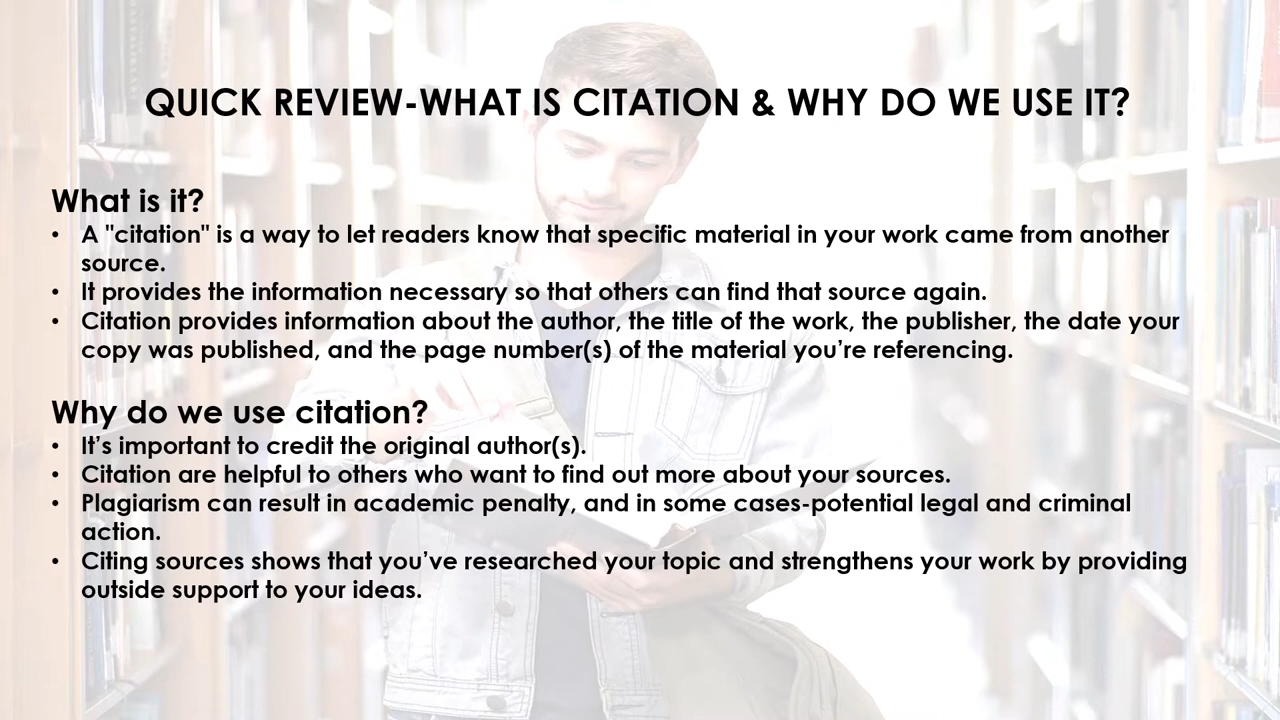 QUICK REVIEW-WHAT IS CITATION & WHY DO WE USE IT?
What is it?
• A "citation" is a way to let readers know that specific material in your work came from another
source.
• It provides the information necessary so that others can find that source again.
• Citation provides information about the author, the title of the work, the publisher, the date your
copy was published, and the page number(s) of the material you’re referencing.
Why do we use citation?
• It’s important to credit the original author(s).
• Citation are helpful to others who want to find out more about your sources.
• Plagiarism can result in academic penalty, and in some cases-potential legal and criminal
action.
• Citing sources shows that you’ve researched your topic and strengthens your work by providing
outside support to your ideas.